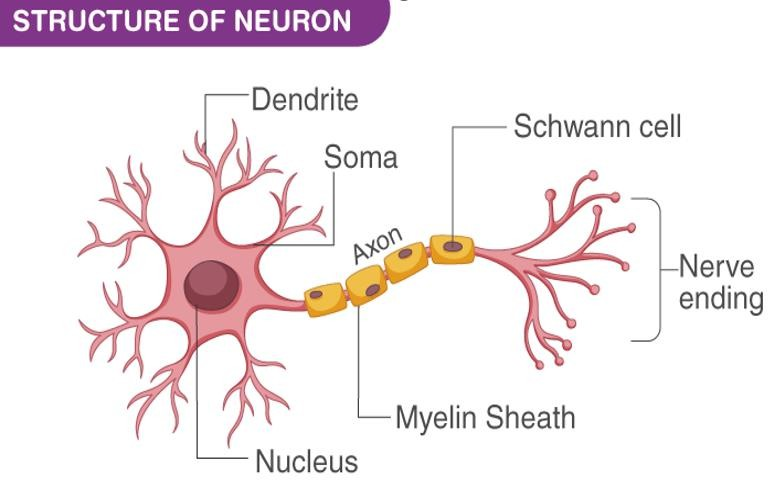 STRUCTURE OF NEURON
Dendrite
Schwann cell
Soma
Axon
Nerve
ending
Myelin Sheath
Nucleus